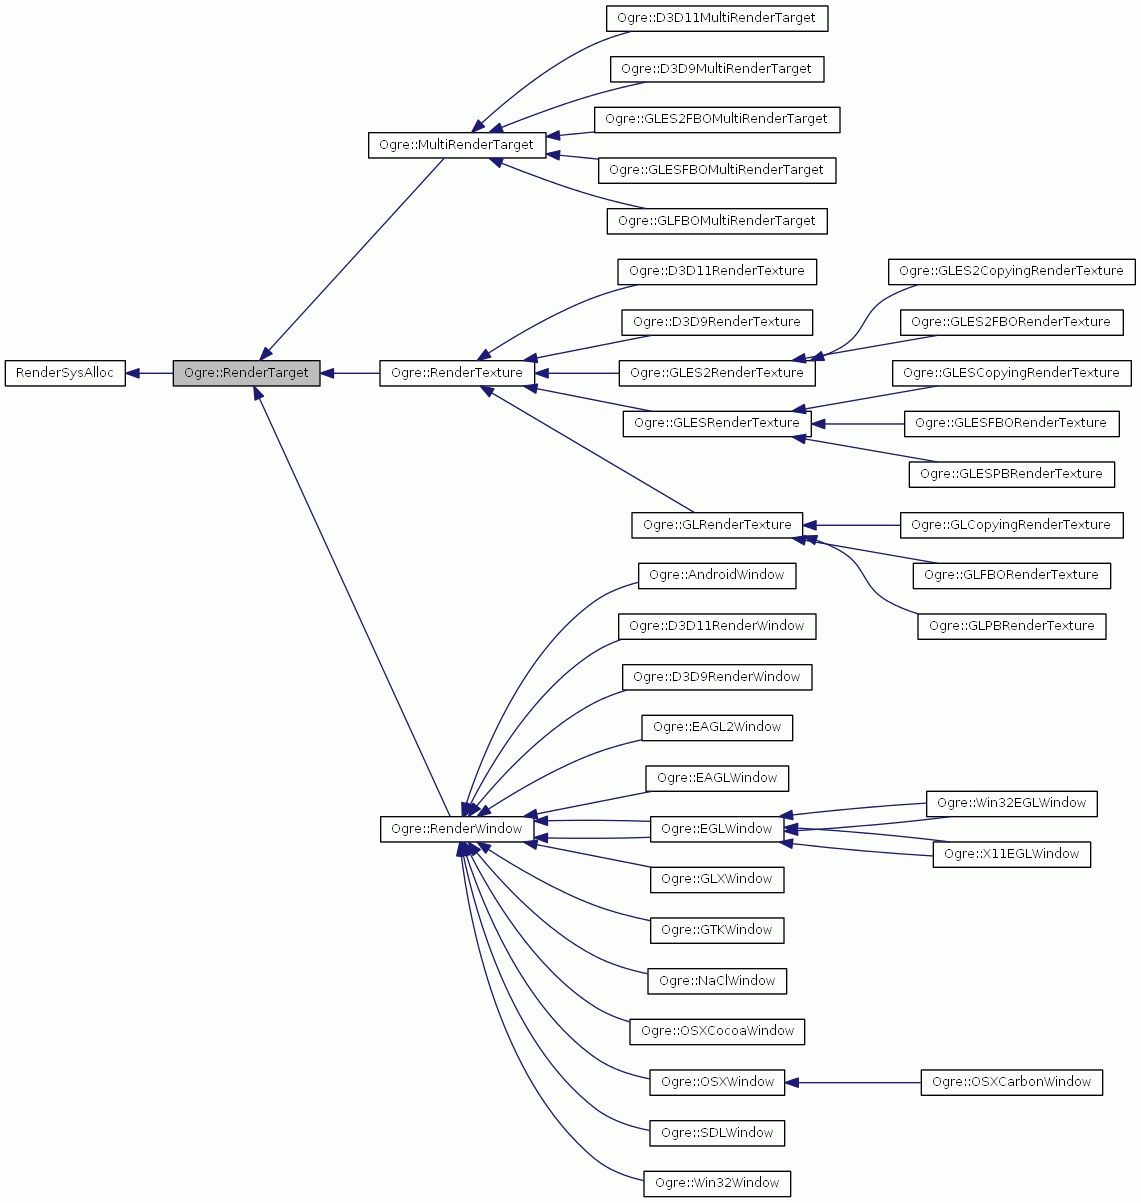 Ogre::D3D11MultiRenderTarget
Ogre::D3D9MultiRenderTarget
Ogre::GLES2FBOMultiRenderTarget
Ogre::MultiRenderTarget
Ogre::GLESFBOMultiRenderTarget
Ogre::GLFBOMultiRenderTarget
Ogre::D3D11RenderTexture
Ogre::GLES2CopyingRenderTexture
Ogre::D3D9RenderTexture
Ogre::GLES2FBORenderTexture
RenderSysAlloc
Ogre::RenderTarget
Ogre::RenderTexture
Ogre::GLES2RenderTexture
Ogre::GLESCopyingRenderTexture
Ogre::GLESRenderTexture
Ogre::GLESFBORenderTexture
Ogre::GLESPBRenderTexture
Ogre::GLRenderTexture
Ogre::GLCopyingRenderTexture
Ogre::AndroidWindow
Ogre::GLFBORenderTexture
Ogre::D3D11RenderWindow
Ogre::GLPBRenderTexture
Ogre::D3D9RenderWindow
Ogre::EAGL2Window
Ogre::EAGLWindow
Ogre::Win32EGLWindow
Ogre::RenderWindow
Ogre::EGLWindow
Ogre::X11EGLWindow
Ogre::GLXWindow
Ogre::GTKWindow
Ogre::NaClWindow
Ogre::OSXCocoaWindow
Ogre::OSXWindow
Ogre::OSXCarbonWindow
Ogre::SDLWindow
Ogre::Win32Window